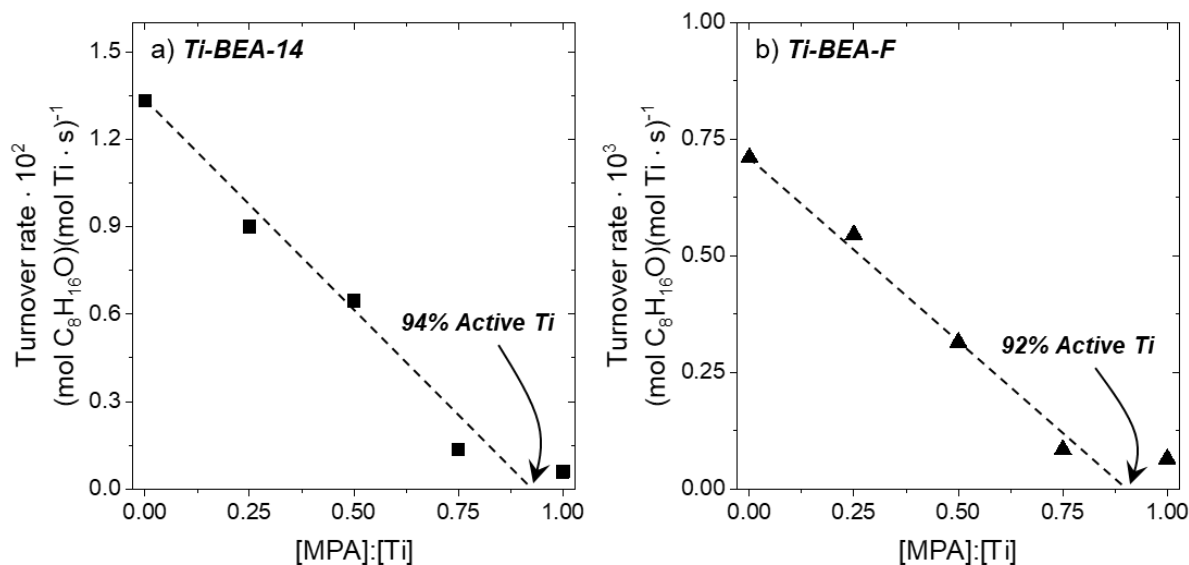 a) Ti-BEA-14
Turnover rate · 10²
(mol C₈H₁₆O)(mol Ti · s)⁻¹
1.5
1.2
0.9
0.6
0.3
0.0
94% Active Ti
0.00 0.25 0.50 0.75 1.00
[MPA]:[Ti]
b) Ti-BEA-F
Turnover rate · 10³
(mol C₈H₁₆O)(mol Ti · s)⁻¹
1.00
0.75
0.50
0.25
0.00
92% Active Ti
0.00 0.25 0.50 0.75 1.00
[MPA]:[Ti]